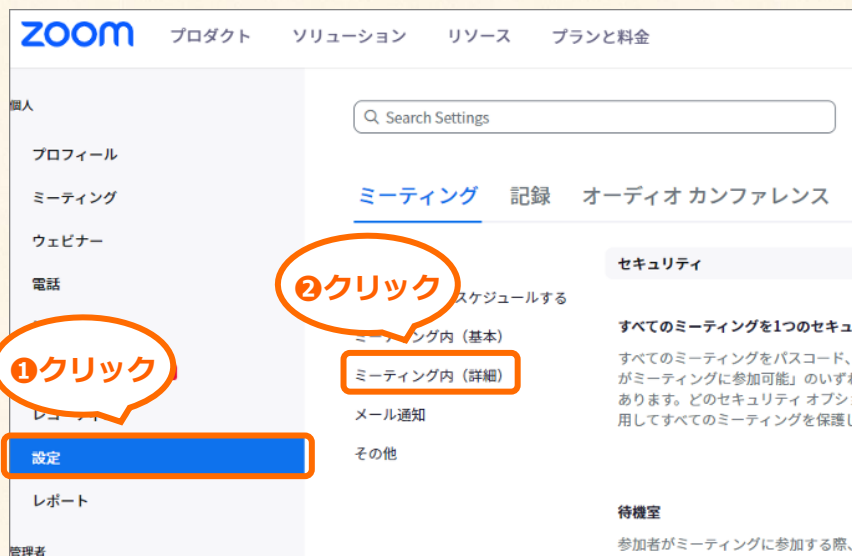 zoom プロダクト ソリューション リソース プランと料金
個人
プロフィール
ミーティング
ウェビナー
電話
❶クリック
設定
レポート
管理者
Search Settings
ミーティング 記録 オーディオ カンファレンス
❷クリック
スケジュールする
ミーティング内（基本）
ミーティング内（詳細）
メール通知
その他
セキュリティ
すべてのミーティングを1つのセキュ
すべてのミーティングをパスコード、
がミーティングに参加可能」のいずれ
あります。どのセキュリティ オプシ
用してすべてのミーティングを保護し
待機室
参加者がミーティングに参加する際、